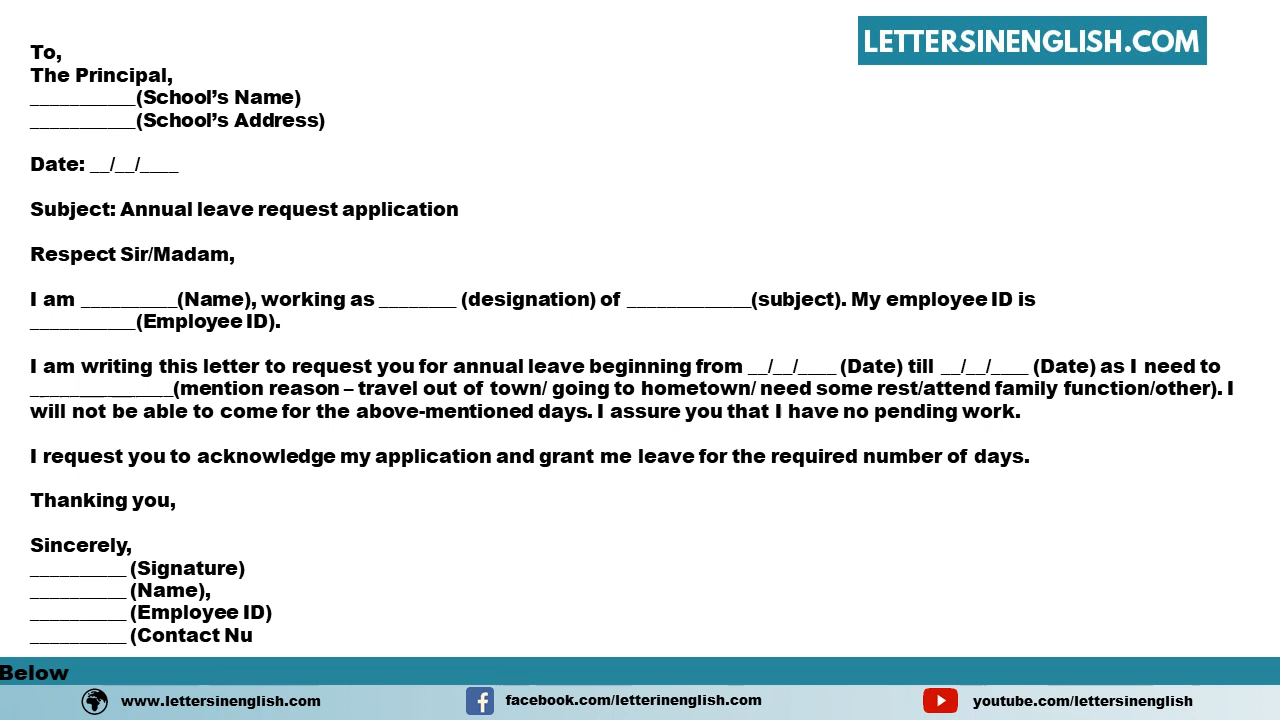 LETTERSINENGLISH.COM
To,
The Principal,
___________(School’s Name)
___________(School’s Address)
Date: __/__/____
Subject: Annual leave request application
Respect Sir/Madam,
I am __________(Name), working as ________ (designation) of _____________(subject). My employee ID is
___________(Employee ID).
I am writing this letter to request you for annual leave beginning from __/__/____ (Date) till __/__/____ (Date) as I need to
_______________(mention reason – travel out of town/ going to hometown/ need some rest/attend family function/other). I
will not be able to come for the above-mentioned days. I assure you that I have no pending work.
I request you to acknowledge my application and grant me leave for the required number of days.
Thanking you,
Sincerely,
__________ (Signature)
__________ (Name),
__________ (Employee ID)
__________ (Contact Nu
Below
www.lettersinenglish.com
facebook.com/letterinenglish.com
youtube.com/lettersinenglish